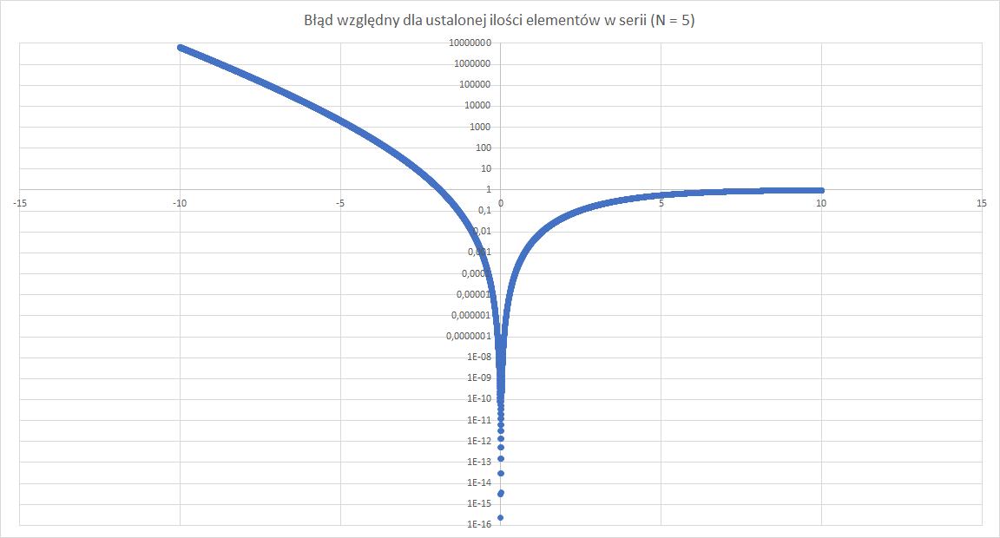 Błąd względny dla ustalonej ilości elementów w serii (N = 5)
10000000
1000000
100000
10000
1000
100
10
1
-15 -10 -5 0 5 10 15
0,1
0,01
0,001
0,00001
0,000001
0,0000001
1E-08
1E-09
1E-10
1E-11
1E-12
1E-13
1E-14
1E-15
1E-16